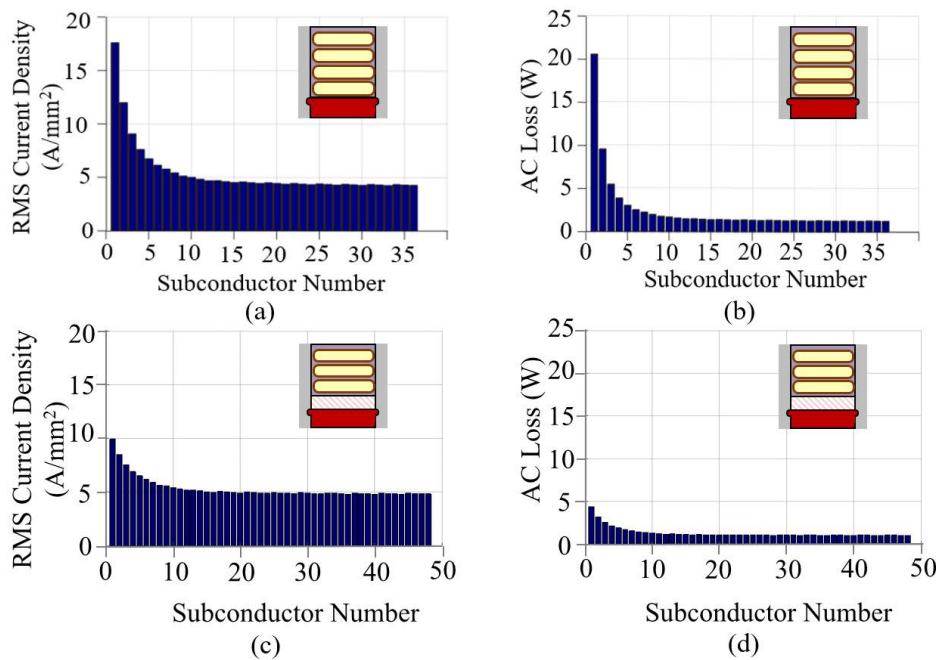 RMS Current Density
(A/mm²)
20
15
10
5
0
0 5 10 15 20 25 30 35
Subconductor Number
(a)
AC Loss (W)
25
20
15
10
5
0
0 5 10 15 20 25 30 35
Subconductor Number
(b)
RMS Current Density
(A/mm²)
20
15
10
5
0
0 10 20 30 40 50
Subconductor Number
(c)
AC Loss (W)
25
20
15
10
5
0
0 10 20 30 40 50
Subconductor Number
(d)